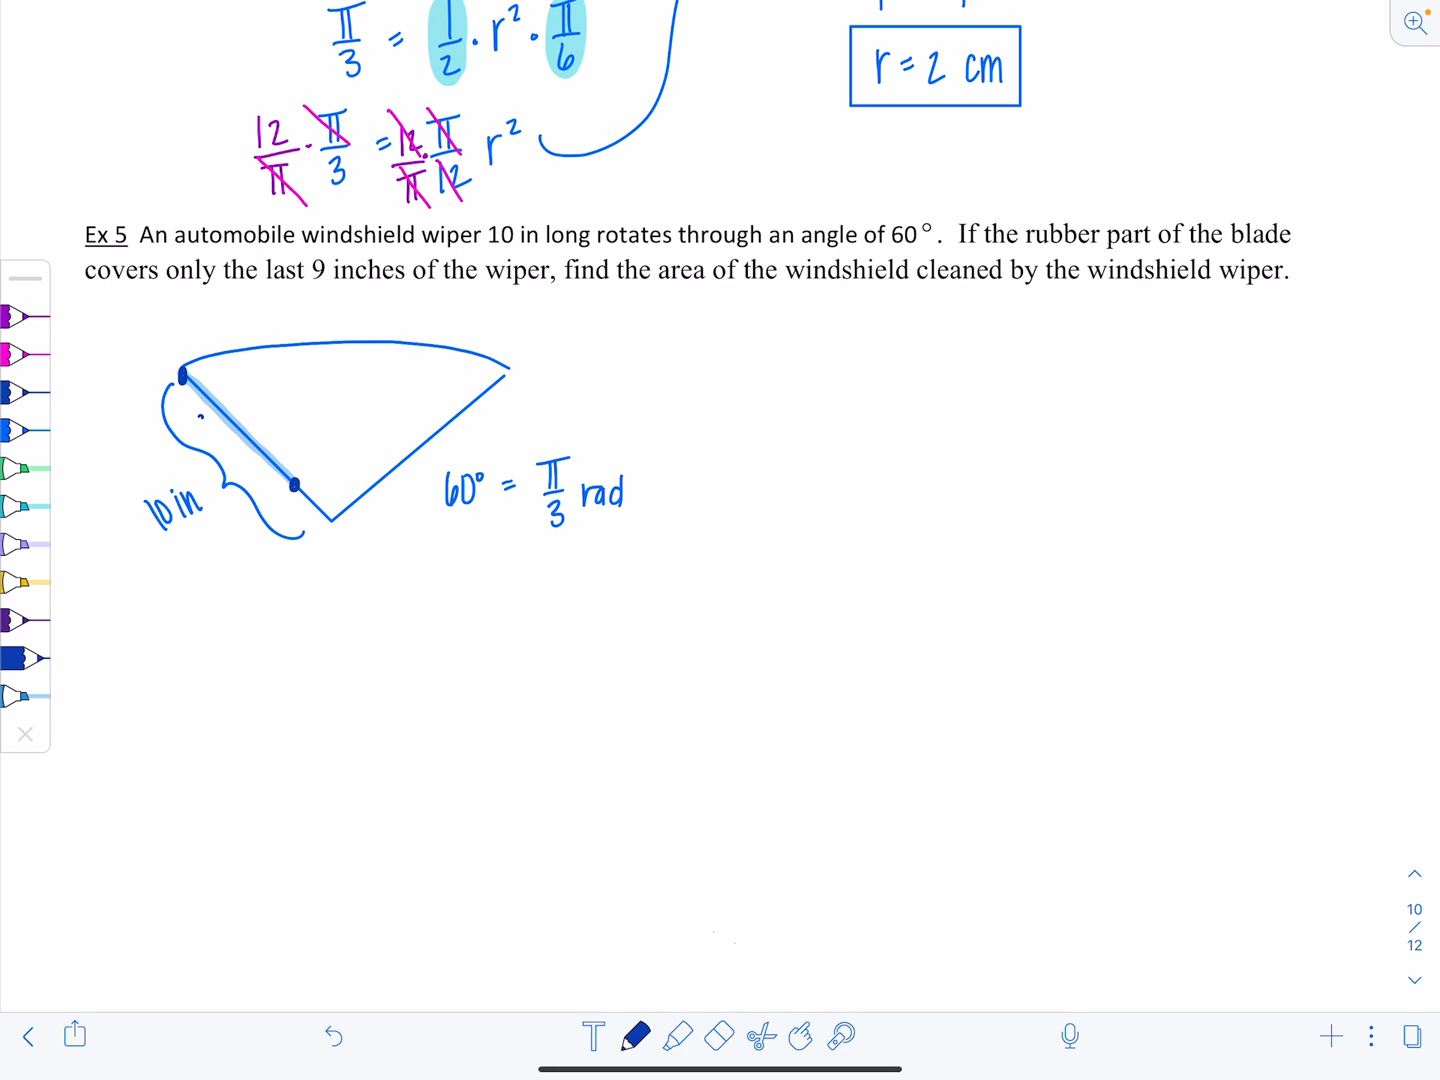 π/3 = 1/2 · r² · π/6
r = 2 cm
12/π · π/3 = 12/π · π/12 r²
Ex 5 An automobile windshield wiper 10 in long rotates through an angle of 60°. If the rubber part of the blade
covers only the last 9 inches of the wiper, find the area of the windshield cleaned by the windshield wiper.
10 in
60° = π/3 rad
10
/
12
T